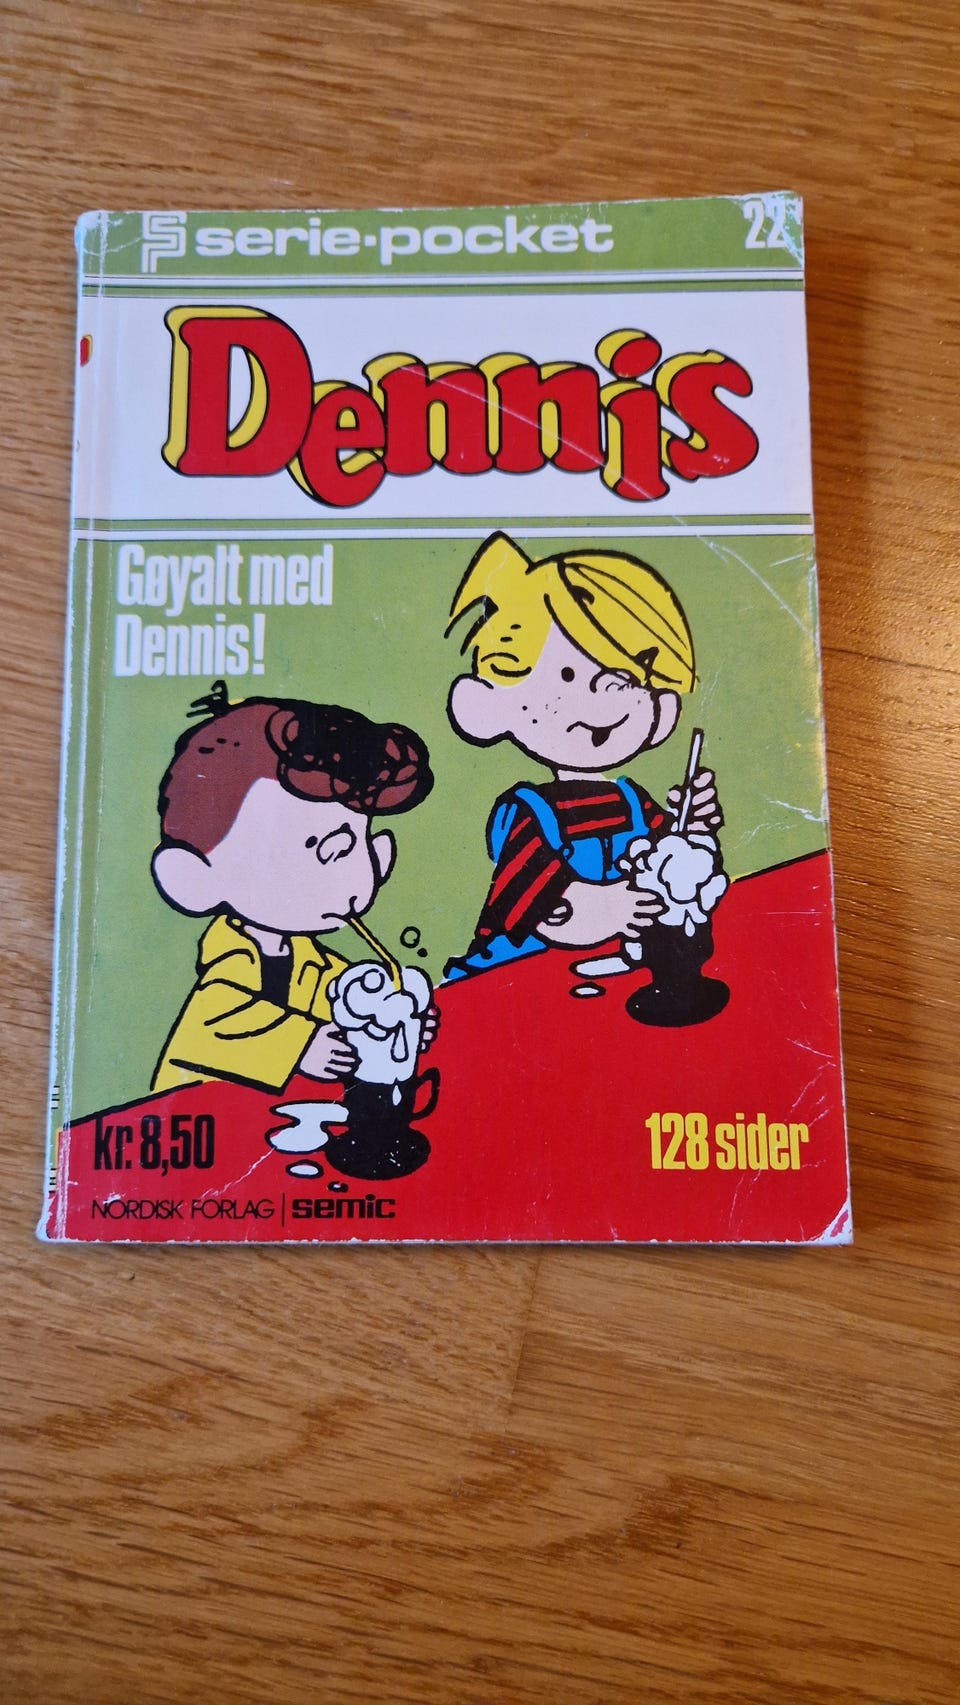 serie-pocket 22
Dennis
Gøyalt med
Dennis!
kr. 8,50
128 sider
NORDISK FORLAG | semic